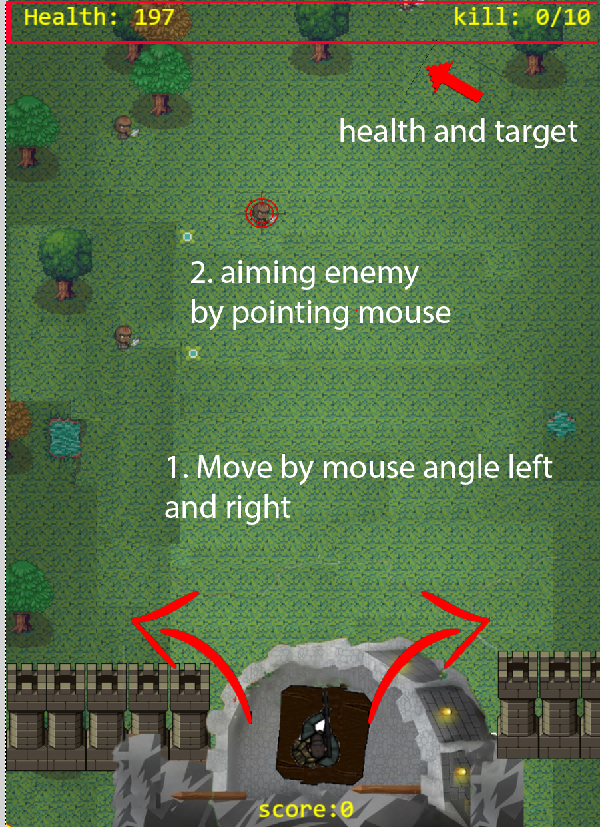 Health: 197
kill: 0/10
health and target
2. aiming enemy
by pointing mouse
1. Move by mouse angle left
and right
score:0